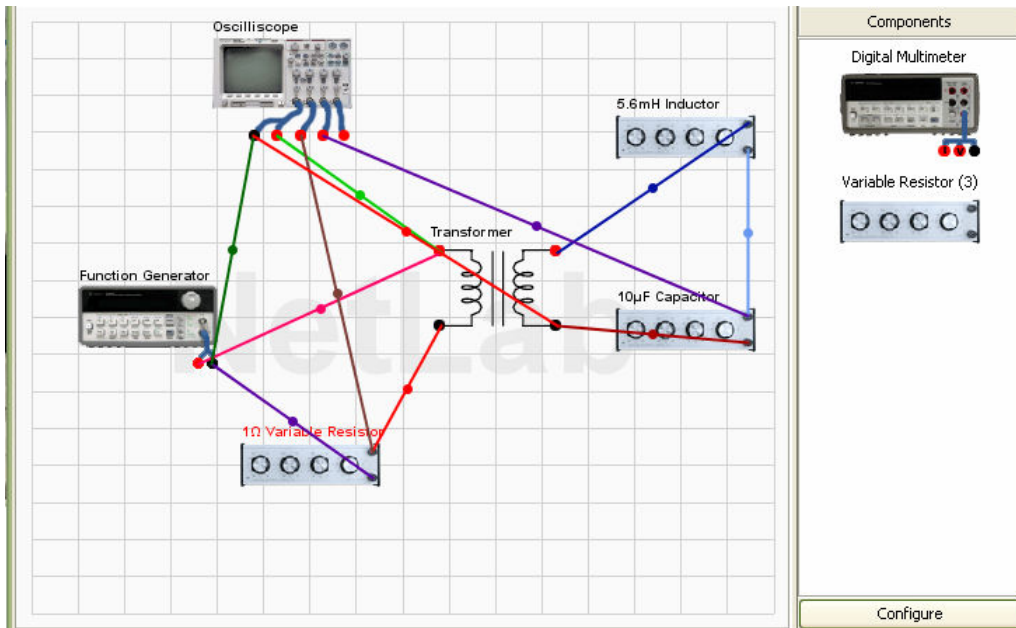 Oscilliscope
Components
Digital Multimeter
5.6mH Inductor
Variable Resistor (3)
Transformer
Function Generator
10µF Capacitor
NetLab
1Ω Variable Resistor
Configure